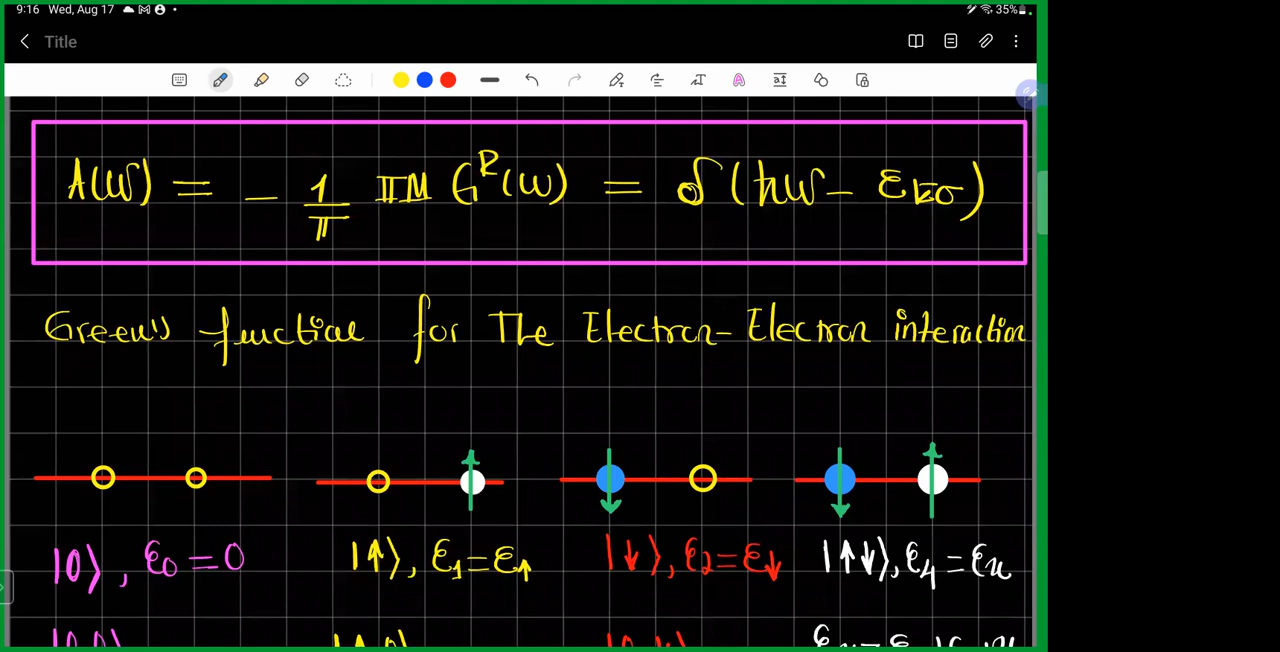 9:16 Wed, Aug 17 35%
Title
A(ω) = - 1/π IM G^R(ω) = δ(ħω - ε_kσ)
Green's function for The Electron-Electron interaction
|0⟩, ε0 = 0 |↑⟩, ε1 = ε↑ |↓⟩, ε2 = ε↓ |↑↓⟩, ε4 = εu